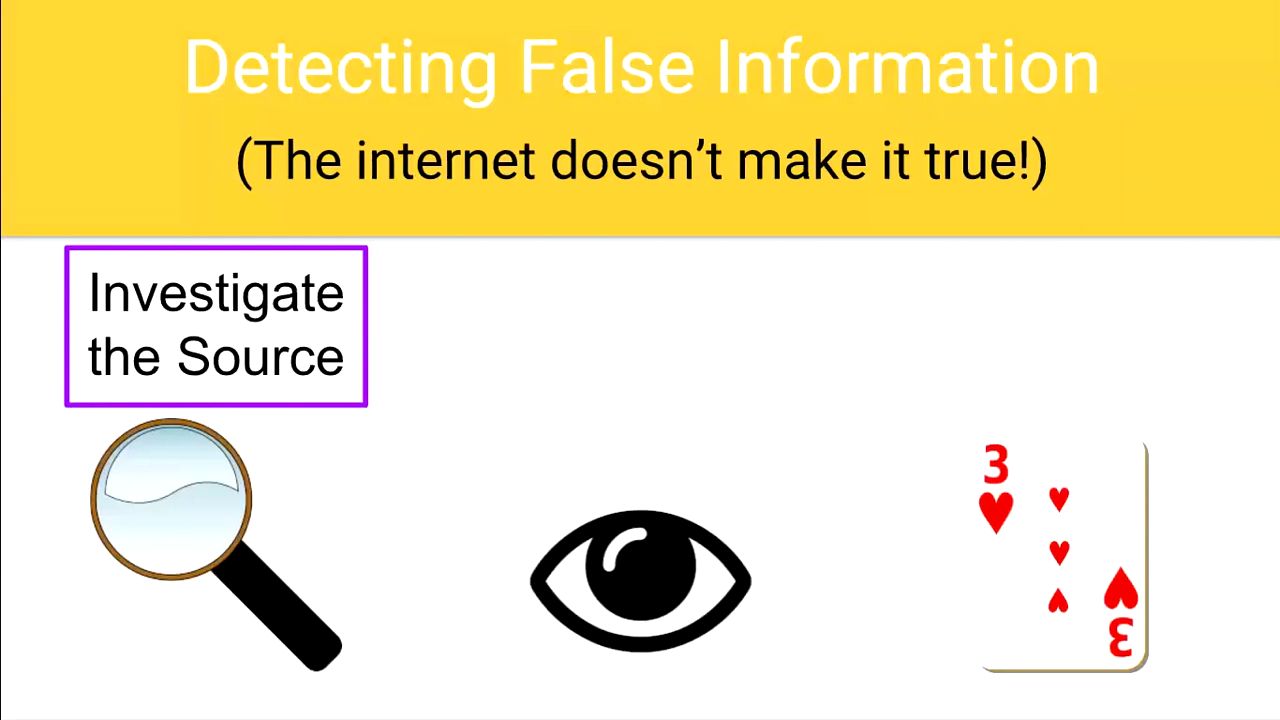 Detecting False Information
(The internet doesn’t make it true!)
Investigate
the Source
3
3